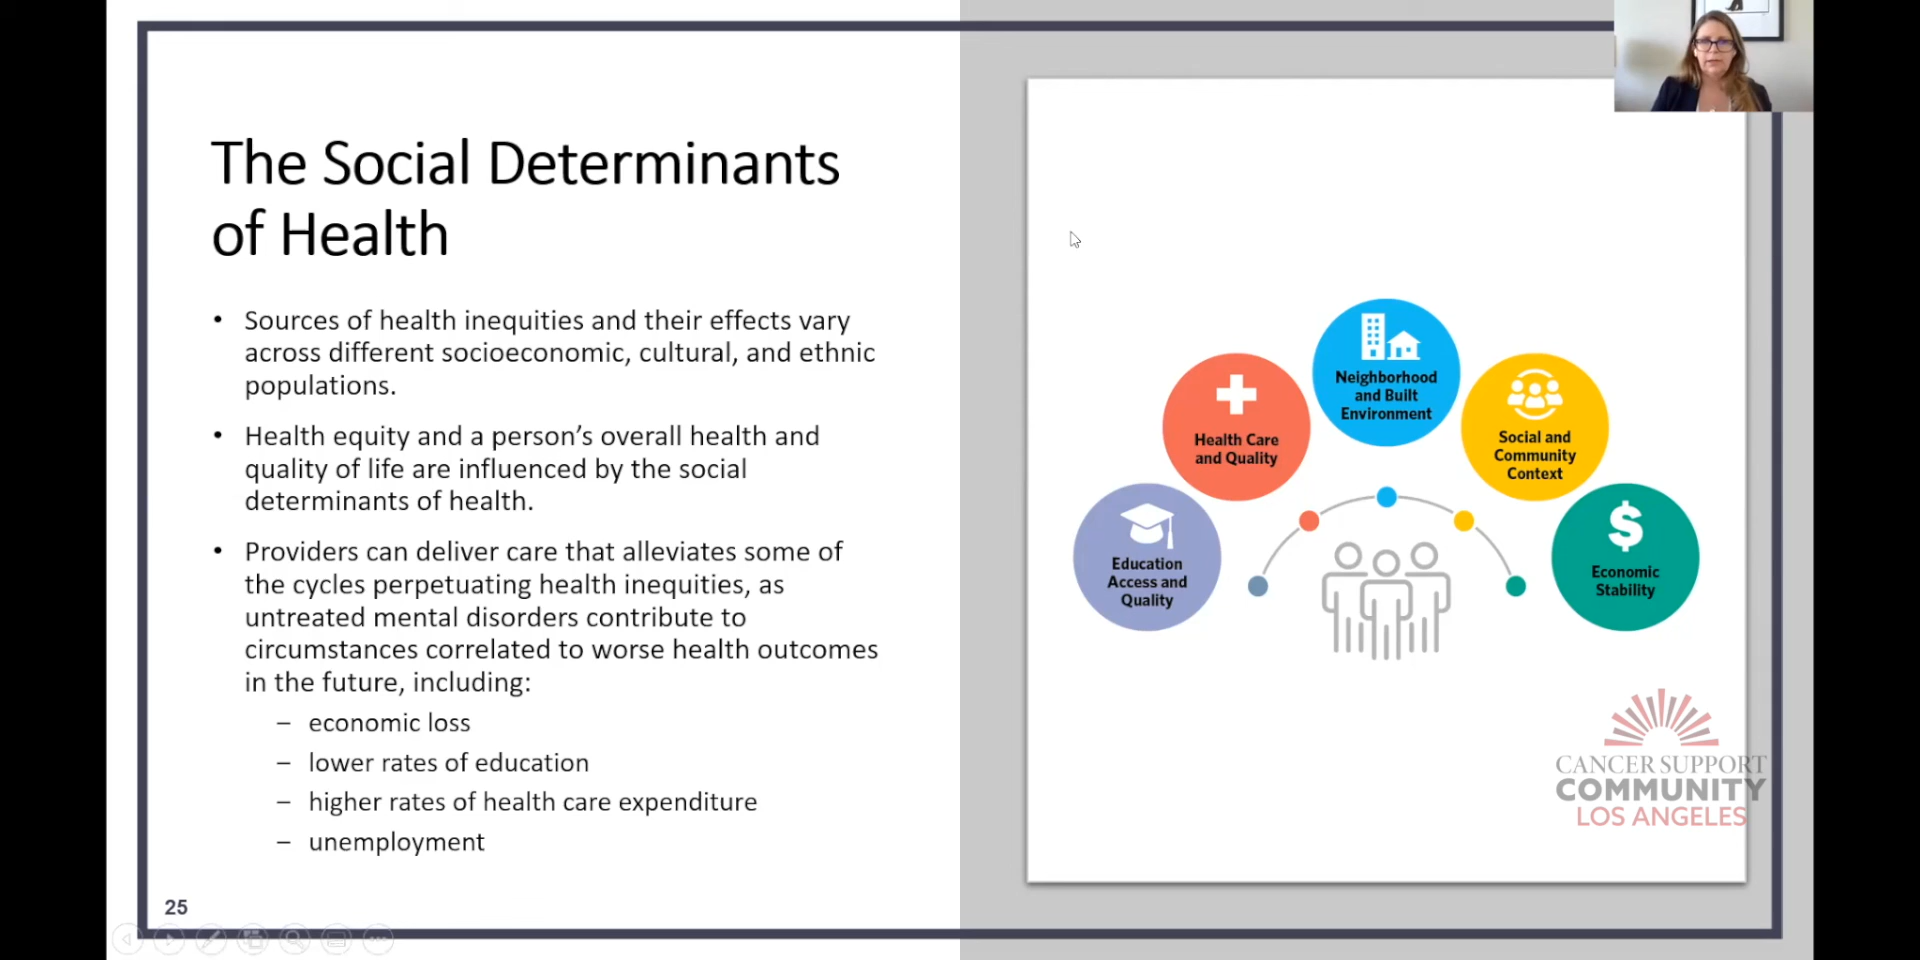 The Social Determinants
of Health
• Sources of health inequities and their effects vary
across different socioeconomic, cultural, and ethnic
populations.
• Health equity and a person's overall health and
quality of life are influenced by the social
determinants of health.
• Providers can deliver care that alleviates some of
the cycles perpetuating health inequities, as
untreated mental disorders contribute to
circumstances correlated to worse health outcomes
in the future, including:
– economic loss
– lower rates of education
– higher rates of health care expenditure
– unemployment
25
Education
Access and
Quality
Health Care
and Quality
Neighborhood
and Built
Environment
Social and
Community
Context
$
Economic
Stability
CANCER SUPPORT
COMMUNITY
LOS ANGELES